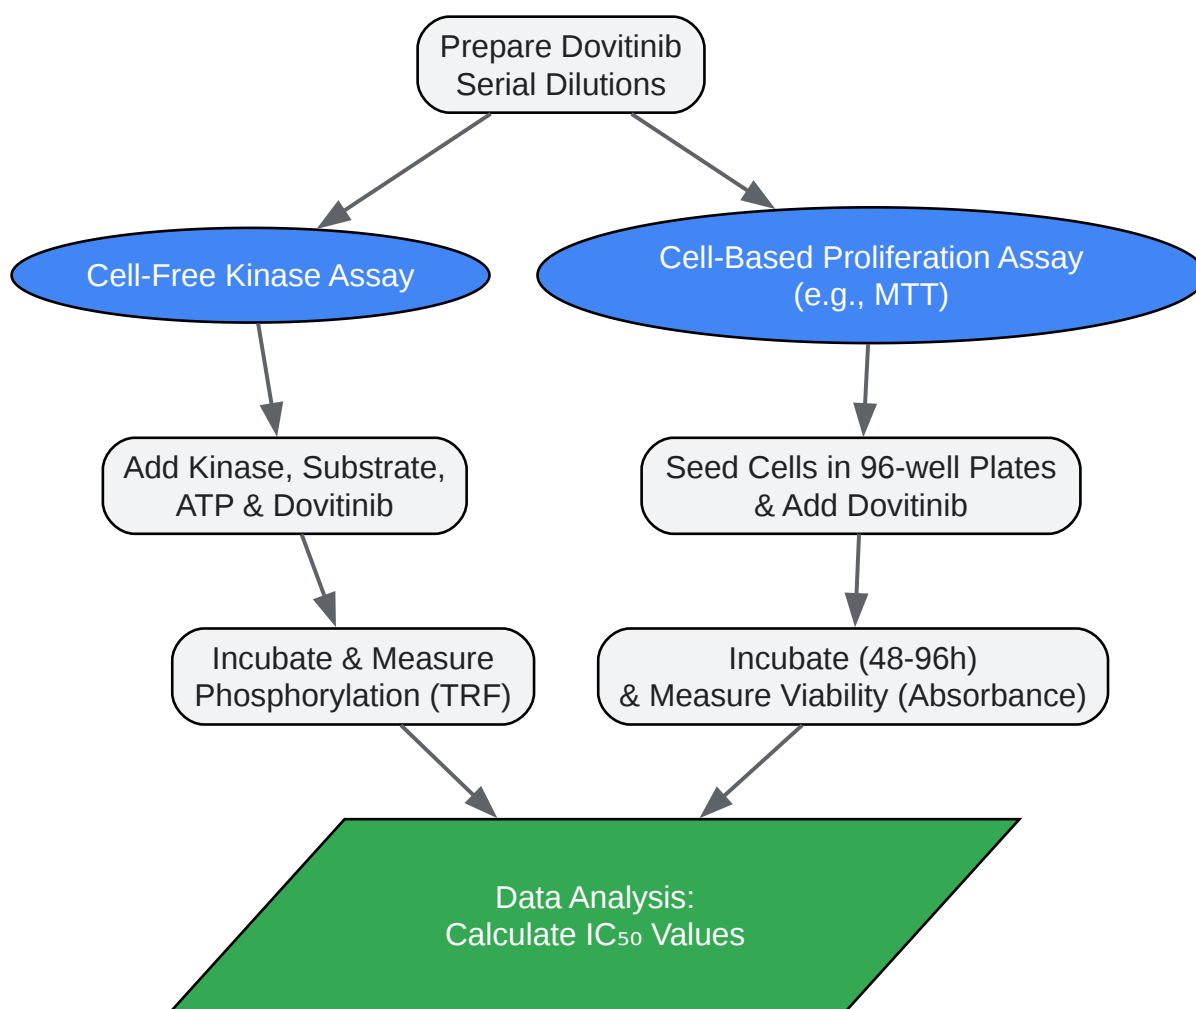 Prepare Dovitinib
Serial Dilutions
Cell-Free Kinase Assay
Cell-Based Proliferation Assay
(e.g., MTT)
Add Kinase, Substrate,
ATP & Dovitinib
Seed Cells in 96-well Plates
& Add Dovitinib
Incubate & Measure
Phosphorylation (TRF)
Incubate (48-96h)
& Measure Viability (Absorbance)
Data Analysis:
Calculate IC₅₀ Values